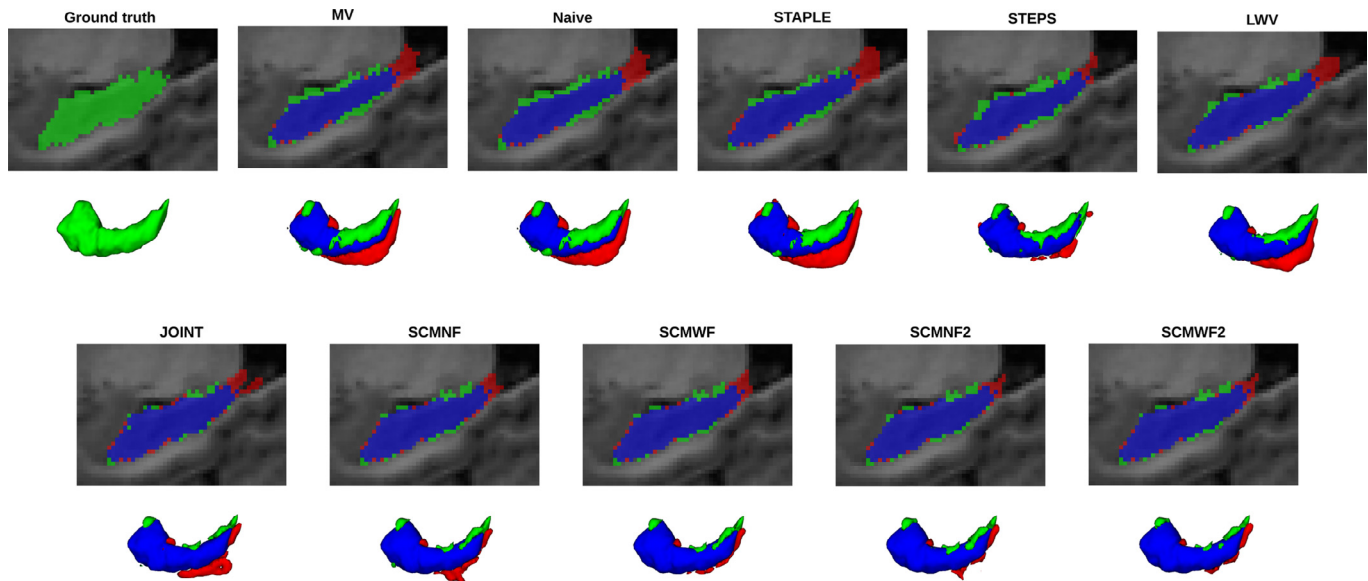 Ground truth
MV
Naive
STAPLE
STEPS
LWV
JOINT
SCMNF
SCMWF
SCMNF2
SCMWF2